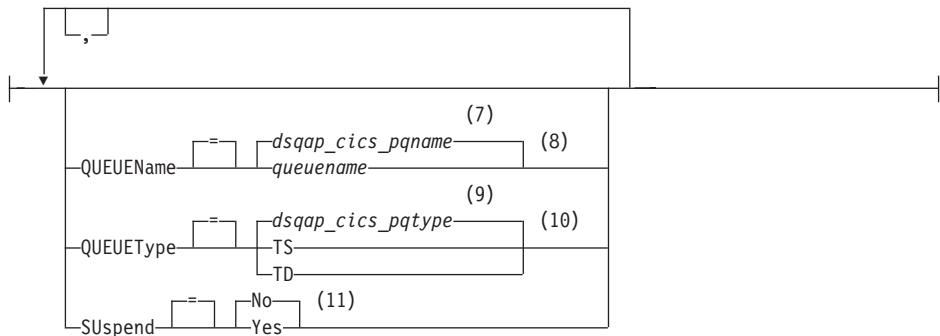 ,
(7)
= dsqap_cics_pqname (8)
QUEUEName queuename
(9)
= dsqap_cics_pqtype (10)
QUEUEType TS
TD
= No (11)
SUspend Yes